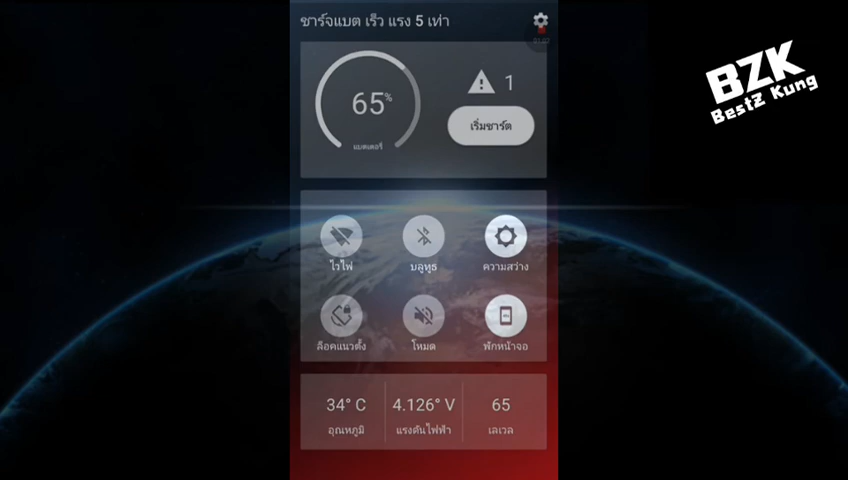 ชาร์จแบต เร็ว แรง 5 เท่า
65%
แบตเตอรี่
1
เริ่มชาร์ต
BZK
BestZ Kung
ไวไฟ
บลูทูธ
ความสว่าง
ล็อคแนวตั้ง
โหมด
พักหน้าจอ
34° C
4.126° V
65
อุณหภูมิ
แรงดันไฟฟ้า
เลเวล